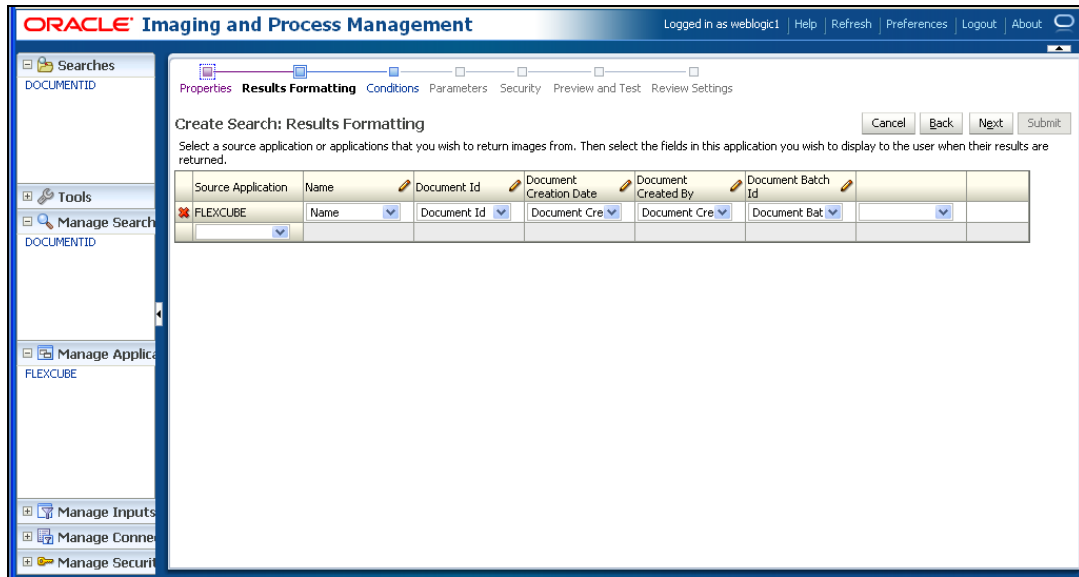 ORACLE Imaging and Process Management
Logged in as weblogic1 | Help | Refresh | Preferences | Logout | About
Searches
DOCUMENTID
Tools
Manage Search
DOCUMENTID
Manage Applica
FLEXCUBE
Manage Inputs
Manage Conne
Manage Securit
Properties Results Formatting Conditions Parameters Security Preview and Test Review Settings
Create Search: Results Formatting
Cancel Back Next Submit
Select a source application or applications that you wish to return images from. Then select the fields in this application you wish to display to the user when their results are
returned.
Source Application Name Document Id Document Creation Date Document Created By Document Batch Id
FLEXCUBE Name Document Id Document Cre Document Cre Document Bat